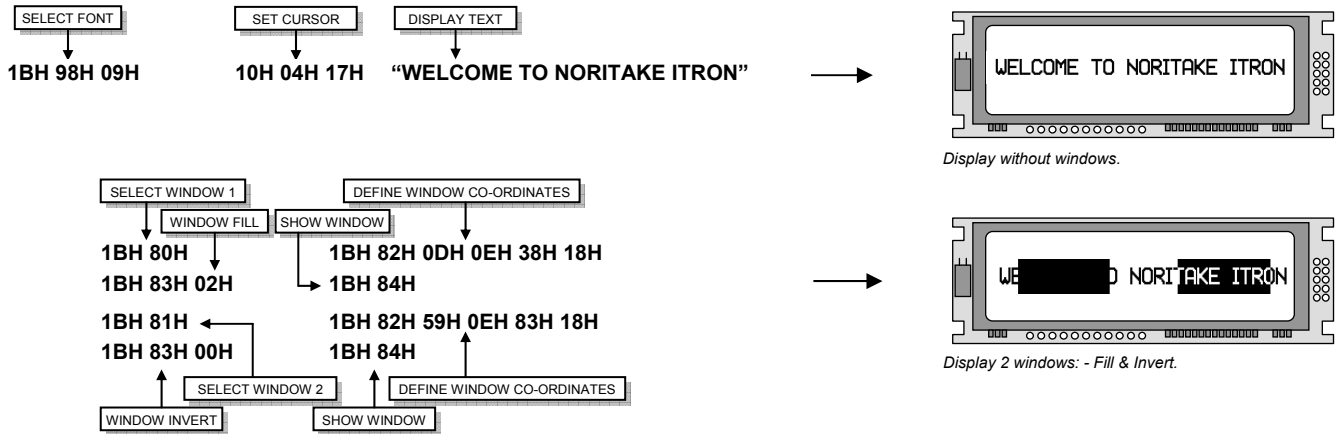 SELECT FONT SET CURSOR DISPLAY TEXT
1BH 98H 09H 10H 04H 17H “WELCOME TO NORITAKE ITRON”
WELCOME TO NORITAKE ITRON
Display without windows.
SELECT WINDOW 1 DEFINE WINDOW CO-ORDINATES
WINDOW FILL SHOW WINDOW
1BH 80H 1BH 82H 0DH 0EH 38H 18H
1BH 83H 02H 1BH 84H
1BH 81H 1BH 82H 59H 0EH 83H 18H
1BH 83H 00H 1BH 84H
SELECT WINDOW 2 DEFINE WINDOW CO-ORDINATES
WINDOW INVERT SHOW WINDOW
WE O NORITAKE ITRON
Display 2 windows: - Fill & Invert.